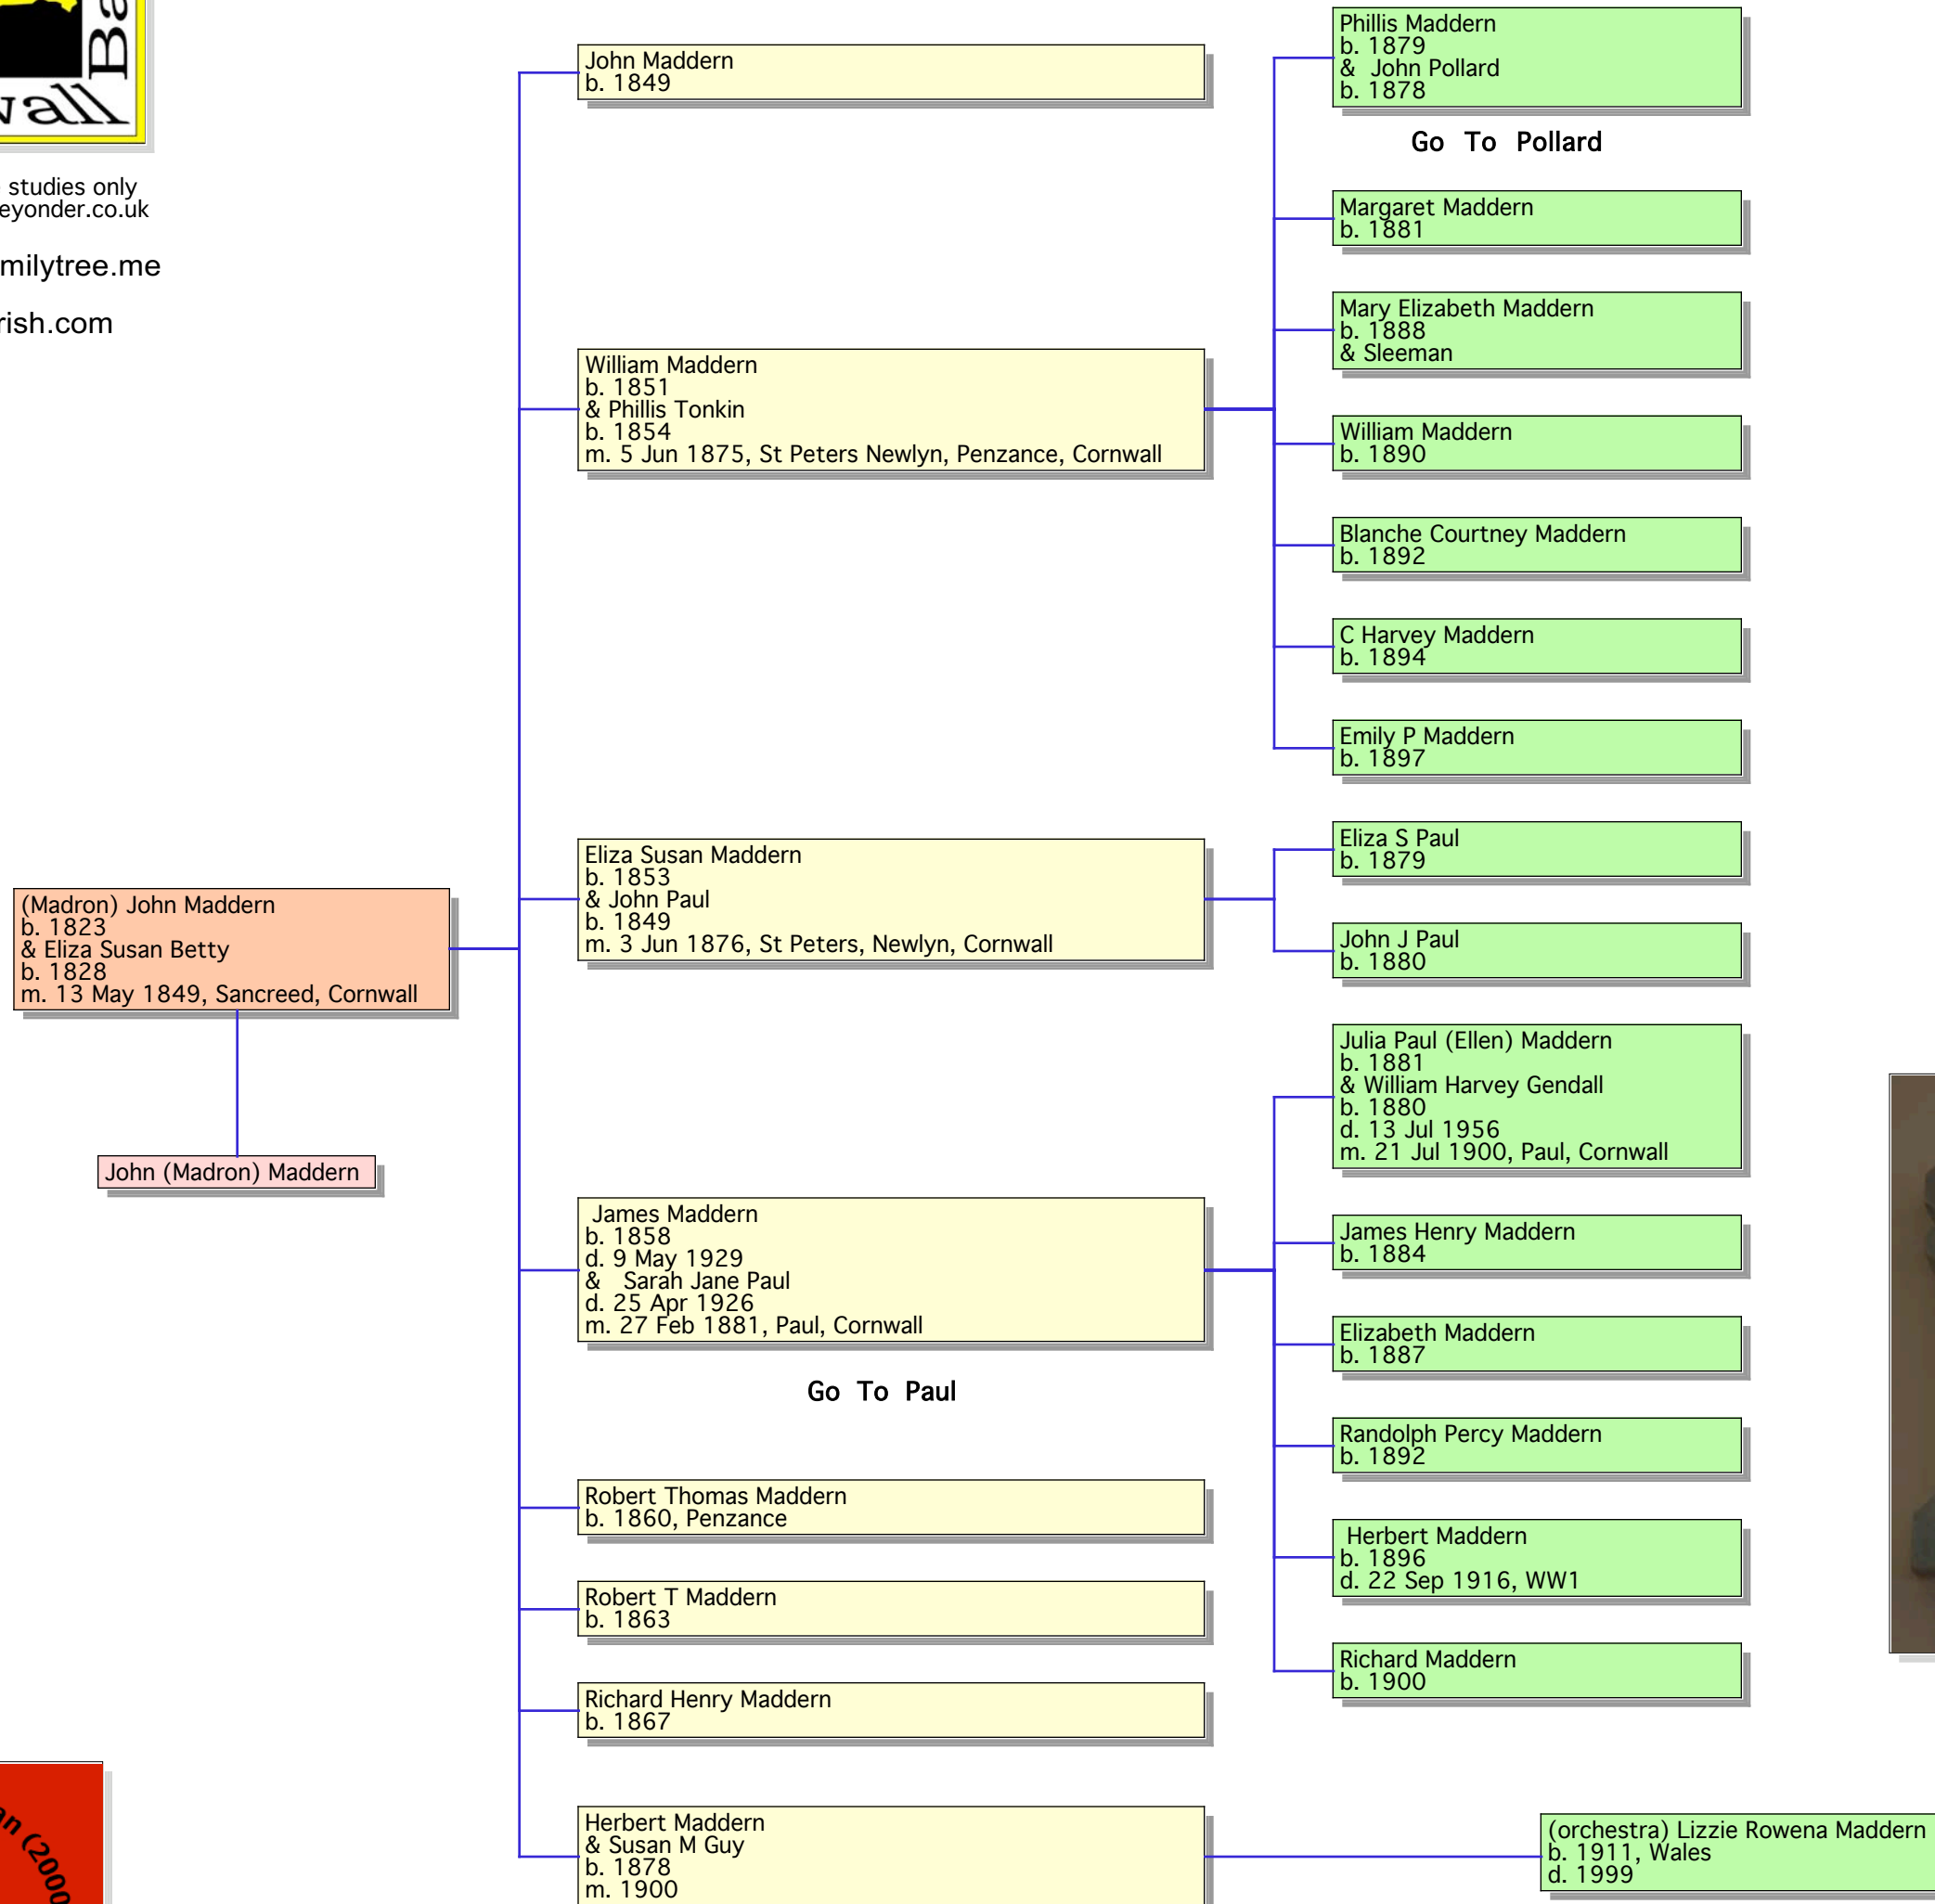 Ba
wall
studies only
eyonder.co.uk
milytree.me
rish.com
(Madron) John Maddern
b. 1823
& Eliza Susan Betty
b. 1828
m. 13 May 1849, Sancreed, Cornwall
John (Madron) Maddern
John Maddern
b. 1849
William Maddern
b. 1851
& Phillis Tonkin
b. 1854
m. 5 Jun 1875, St Peters Newlyn, Penzance, Cornwall
Eliza Susan Maddern
b. 1853
& John Paul
b. 1849
m. 3 Jun 1876, St Peters, Newlyn, Cornwall
James Maddern
b. 1858
d. 9 May 1929
& Sarah Jane Paul
d. 25 Apr 1926
m. 27 Feb 1881, Paul, Cornwall
Go To Paul
Robert Thomas Maddern
b. 1860, Penzance
Robert T Maddern
b. 1863
Richard Henry Maddern
b. 1867
Herbert Maddern
& Susan M Guy
b. 1878
m. 1900
Phillis Maddern
b. 1879
& John Pollard
b. 1878
Go To Pollard
Margaret Maddern
b. 1881
Mary Elizabeth Maddern
b. 1888
& Sleeman
William Maddern
b. 1890
Blanche Courtney Maddern
b. 1892
C Harvey Maddern
b. 1894
Emily P Maddern
b. 1897
Eliza S Paul
b. 1879
John J Paul
b. 1880
Julia Paul (Ellen) Maddern
b. 1881
& William Harvey Gendall
b. 1880
d. 13 Jul 1956
m. 21 Jul 1900, Paul, Cornwall
James Henry Maddern
b. 1884
Elizabeth Maddern
b. 1887
Randolph Percy Maddern
b. 1892
Herbert Maddern
b. 1896
d. 22 Sep 1916, WW1
Richard Maddern
b. 1900
(orchestra) Lizzie Rowena Maddern
b. 1911, Wales
d. 1999
an (2000